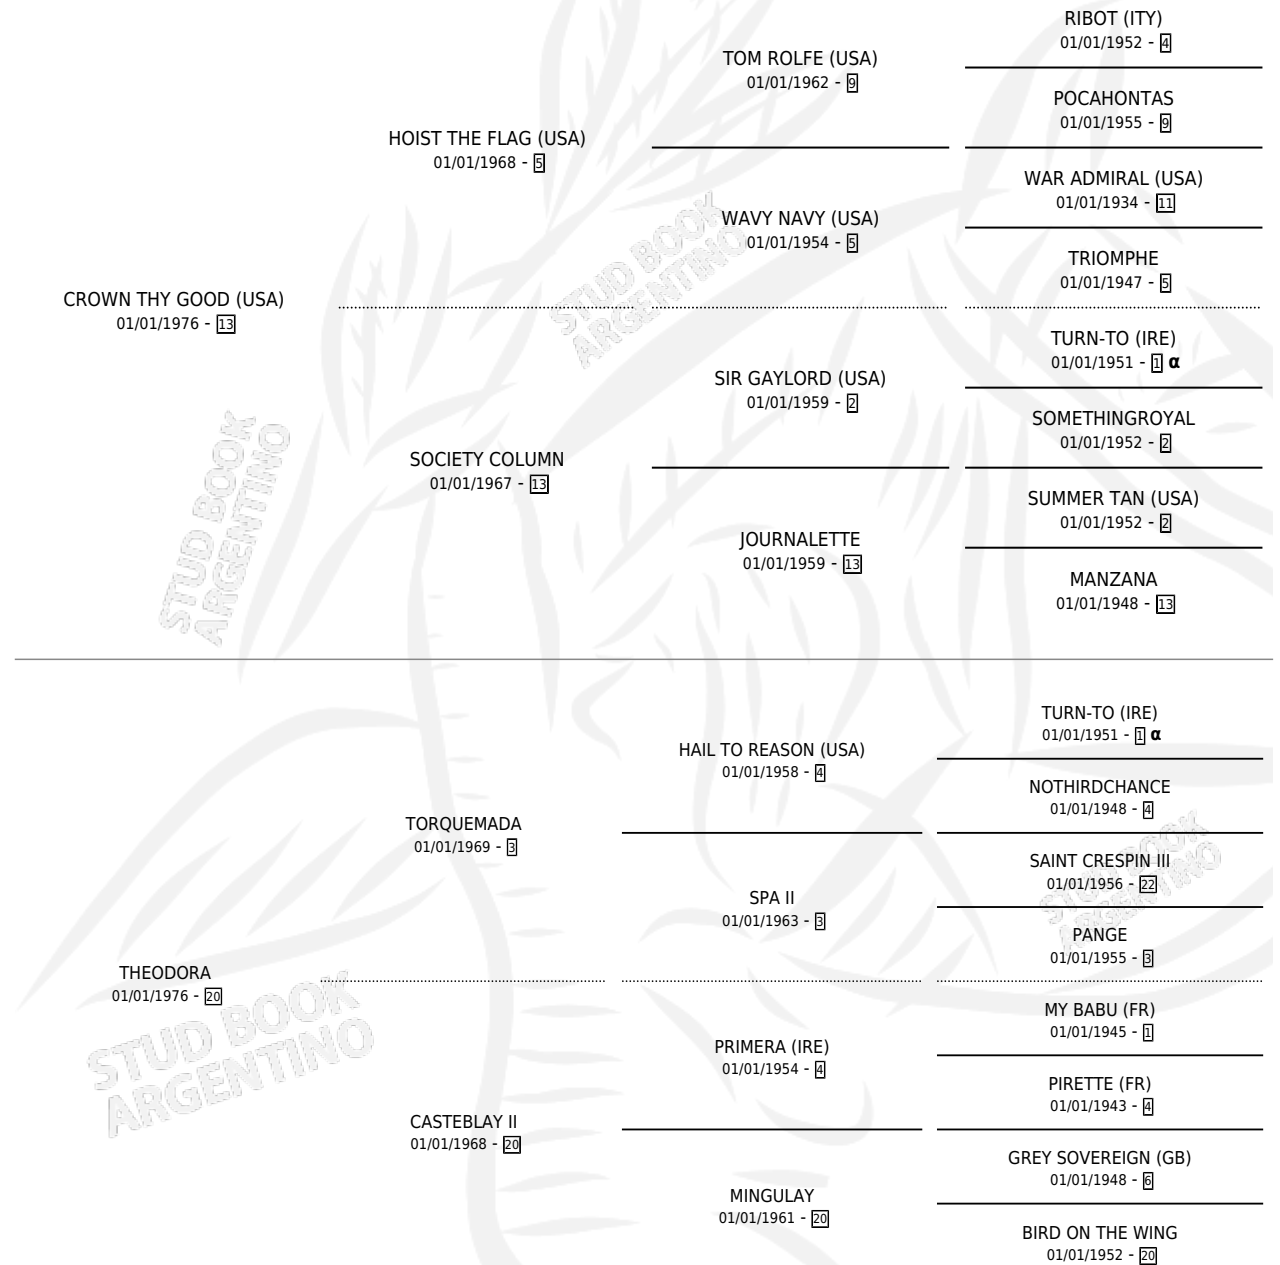 RIBOT (ITY)
01/01/1952 - 4
TOM ROLFE (USA)
01/01/1962 - 9
POCAHONTAS
01/01/1955 - 9
HOIST THE FLAG (USA)
01/01/1968 - 5
WAR ADMIRAL (USA)
01/01/1934 - 11
WAVY NAVY (USA)
01/01/1954 - 5
TRIOMPHE
01/01/1947 - 5
STUD BOOK
ARGENTINO
CROWN THY GOOD (USA)
01/01/1976 - 13
TURN-TO (IRE)
01/01/1951 - 1 α
SIR GAYLORD (USA)
01/01/1959 - 2
SOMETHINGROYAL
01/01/1952 - 2
SOCIETY COLUMN
01/01/1967 - 13
SUMMER TAN (USA)
01/01/1952 - 2
JOURNALETTE
01/01/1959 - 13
MANZANA
01/01/1948 - 13
STUD BOOK
ARGENTINO
TURN-TO (IRE)
01/01/1951 - 1 α
HAIL TO REASON (USA)
01/01/1958 - 4
NOTHIRDCHANCE
01/01/1948 - 4
TORQUEMADA
01/01/1969 - 3
SAINT CRESPIN III
01/01/1956 - 22
SPA II
01/01/1963 - 3
PANGE
01/01/1955 - 3
STUD BOOK
ARGENTINO
THEODORA
01/01/1976 - 20
MY BABU (FR)
01/01/1945 - 1
PRIMERA (IRE)
01/01/1954 - 4
PIRETTE (FR)
01/01/1943 - 4
CASTEBLAY II
01/01/1968 - 20
GREY SOVEREIGN (GB)
01/01/1948 - 6
MINGULAY
01/01/1961 - 20
BIRD ON THE WING
01/01/1952 - 20
STUD BOOK
ARGENTINO